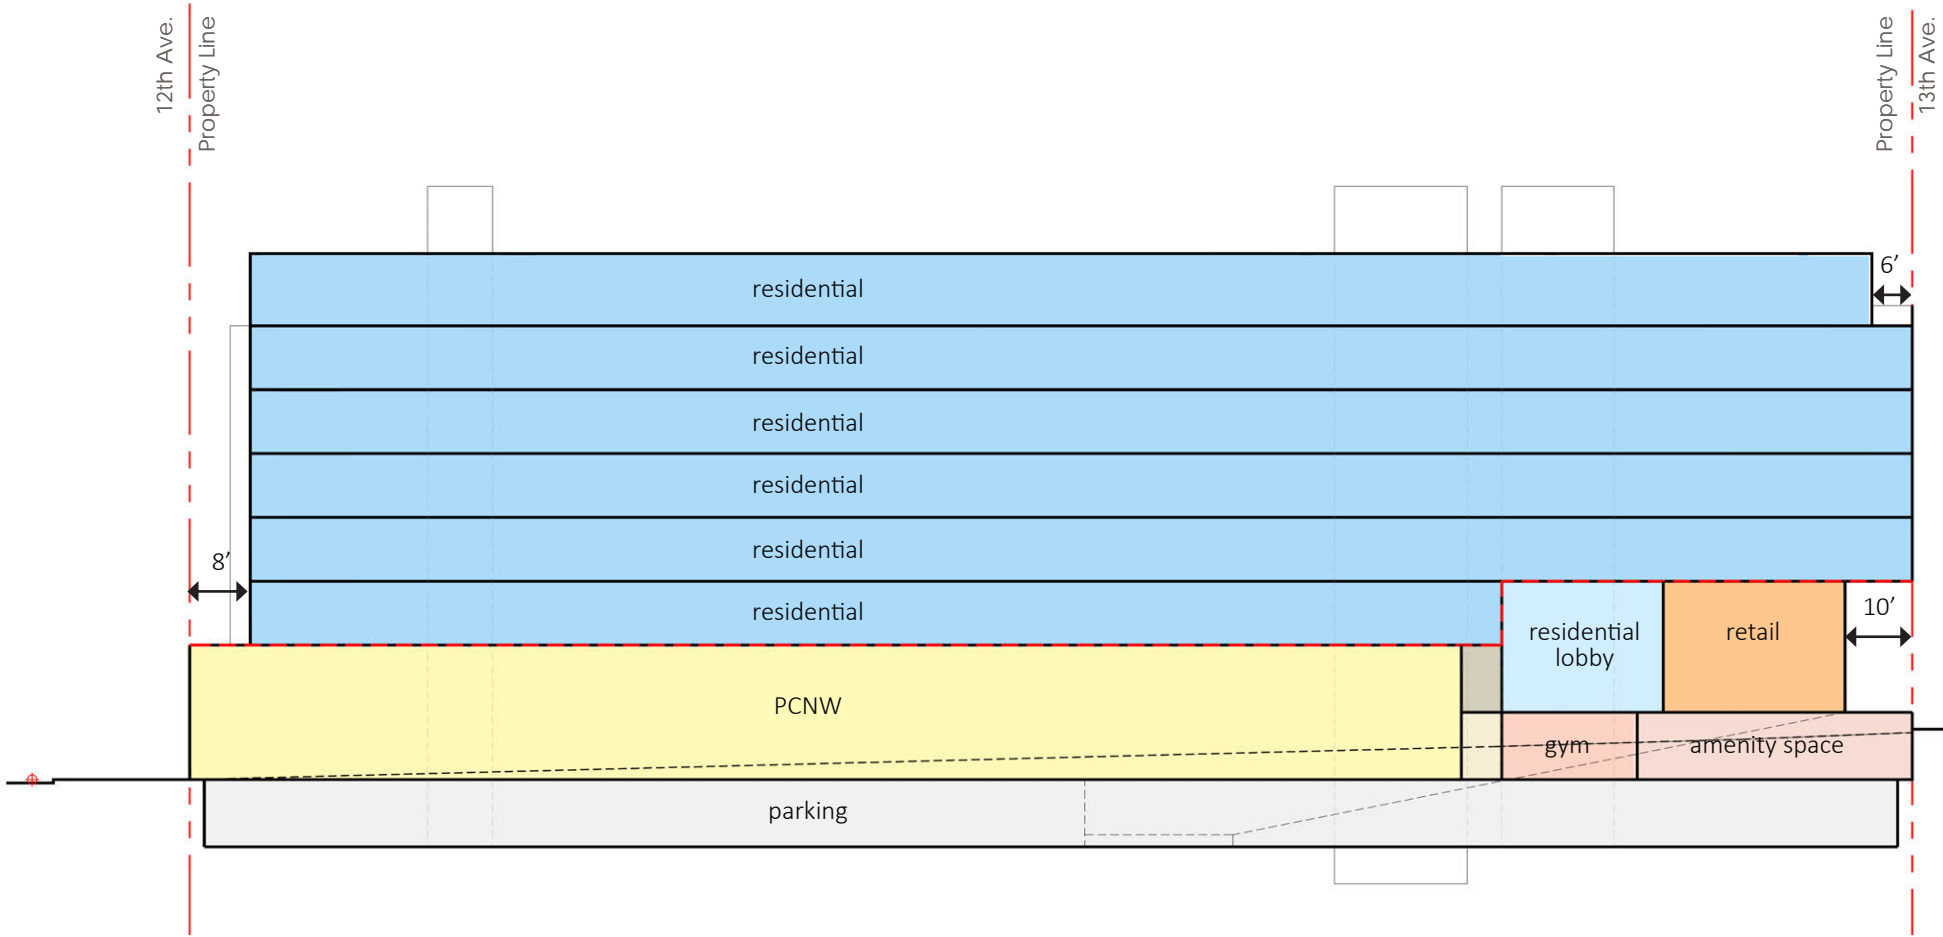 12th Ave.
Property Line
Property Line
13th Ave.
6’
residential
residential
residential
residential
residential
8’
residential
10’
residential
lobby
retail
PCNW
gym
amenity space
parking